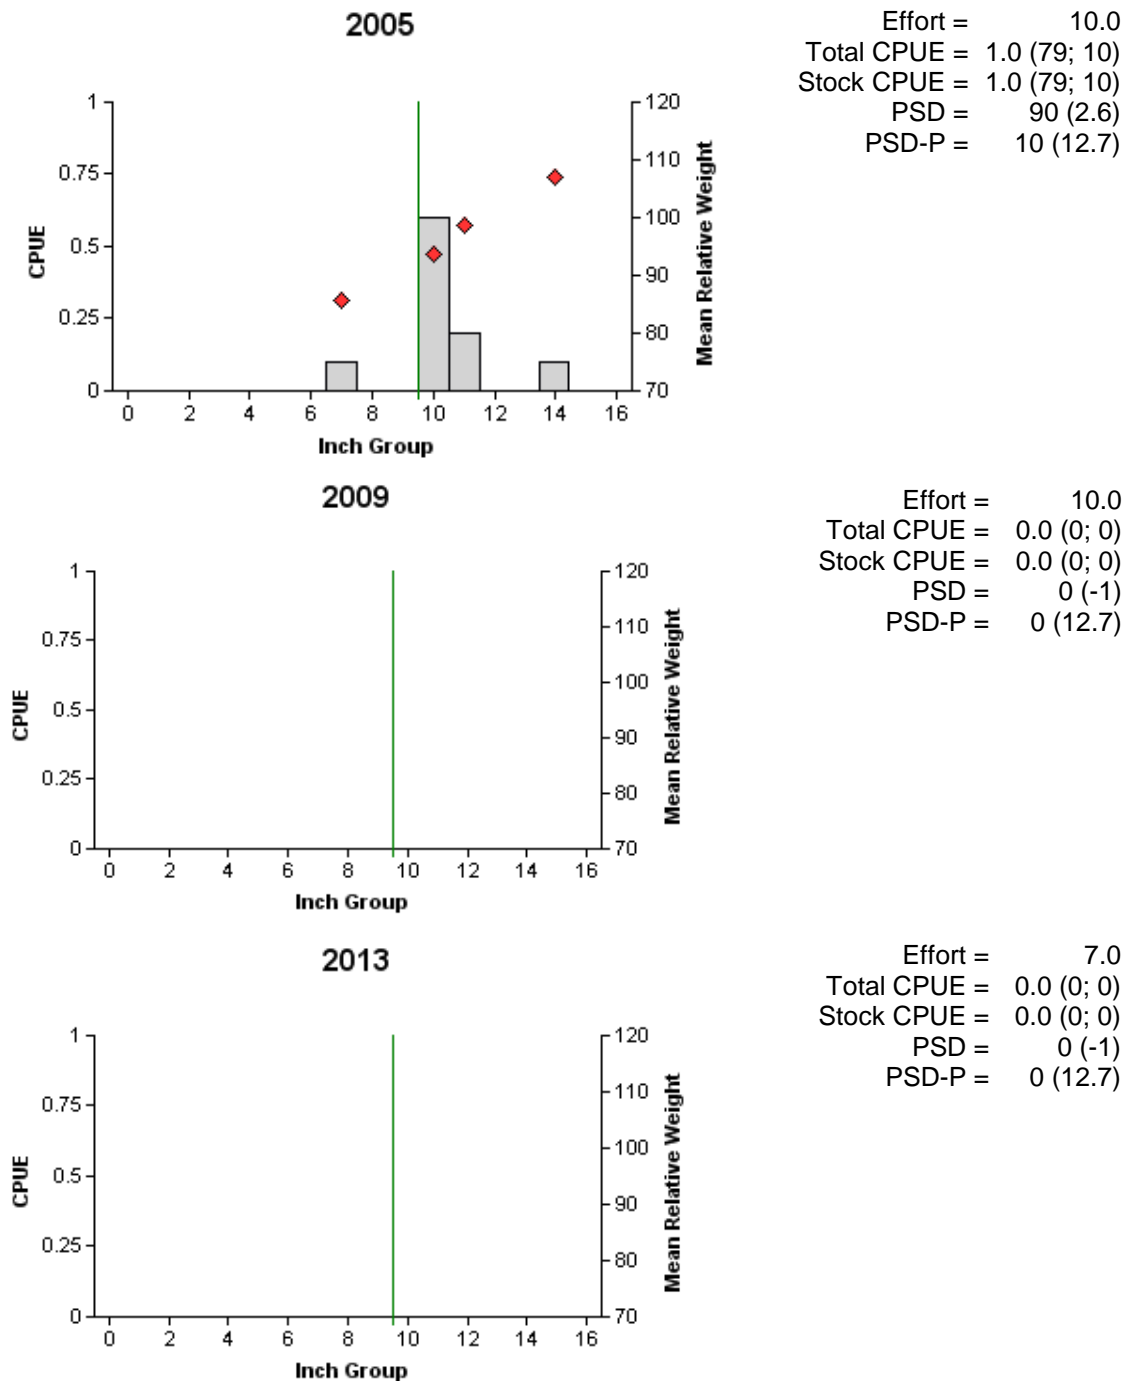 2005
Effort = 10.0
Total CPUE = 1.0 (79; 10)
Stock CPUE = 1.0 (79; 10)
PSD = 90 (2.6)
PSD-P = 10 (12.7)
1
0.75
0.5
0.25
0
CPUE
120
110
100
90
80
70
Mean Relative Weight
0 2 4 6 8 10 12 14 16
Inch Group
2009
Effort = 10.0
Total CPUE = 0.0 (0; 0)
Stock CPUE = 0.0 (0; 0)
PSD = 0 (-1)
PSD-P = 0 (12.7)
1
0.75
0.5
0.25
0
CPUE
120
110
100
90
80
70
Mean Relative Weight
0 2 4 6 8 10 12 14 16
Inch Group
2013
Effort = 7.0
Total CPUE = 0.0 (0; 0)
Stock CPUE = 0.0 (0; 0)
PSD = 0 (-1)
PSD-P = 0 (12.7)
1
0.75
0.5
0.25
0
CPUE
120
110
100
90
80
70
Mean Relative Weight
0 2 4 6 8 10 12 14 16
Inch Group